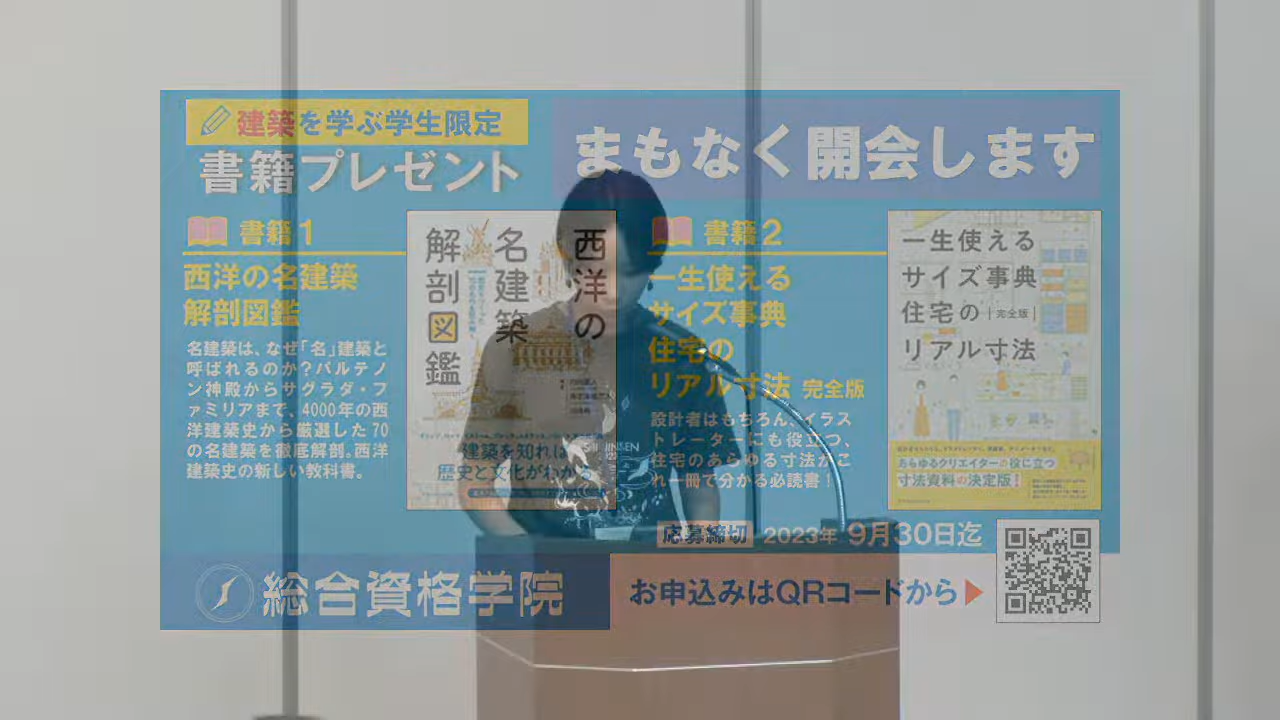 建築を学ぶ学生限定
書籍プレゼント
まもなく開会します
書籍1
西洋の名建築
解剖図鑑
名建築は、なぜ「名」建築と
呼ばれるのか？パルテノ
ン神殿からサグラダ・フ
ァミリアまで、4000年の西
洋建築史から厳選した70
の名建築を徹底解剖。西洋
建築史の新しい教科書。
西洋の
名建築
解剖図鑑
建築を知れば
歴史と文化がわかる
書籍2
一生使える
サイズ事典
住宅の
リアル寸法 完全版
設計者はもちろん、イラス
トレーターにも役立つ、
住宅のあらゆる寸法がこ
れ一冊で分かる必読書！
一生使える
サイズ事典
住宅の［完全版］
リアル寸法
あらゆるクリエイターの役に立つ
寸法資料の決定版！
応募締切 2023年 9月30日迄
総合資格学院
お申込みはQRコードから